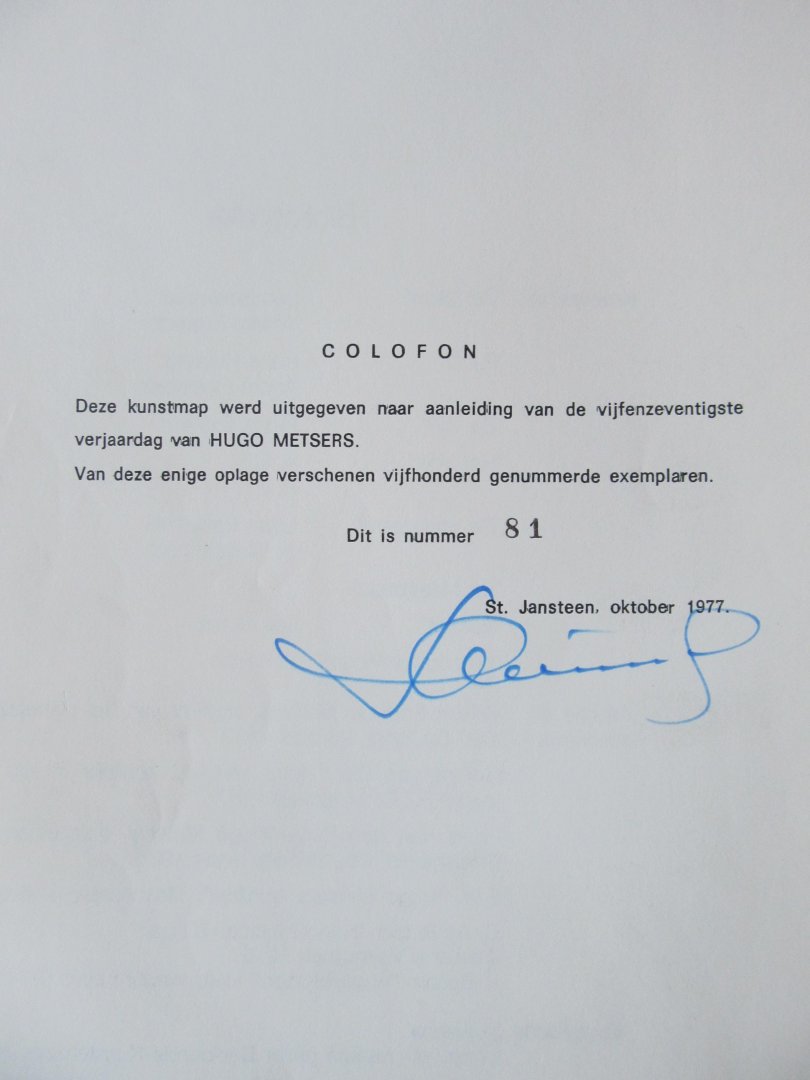 COLOFON
Deze kunstmap werd uitgegeven naar aanleiding van de vijfenzeventigste
verjaardag van HUGO METSERS.
Van deze enige oplage verschenen vijfhonderd genummerde exemplaren.
Dit is nummer 81
St. Jansteen, oktober 1977.